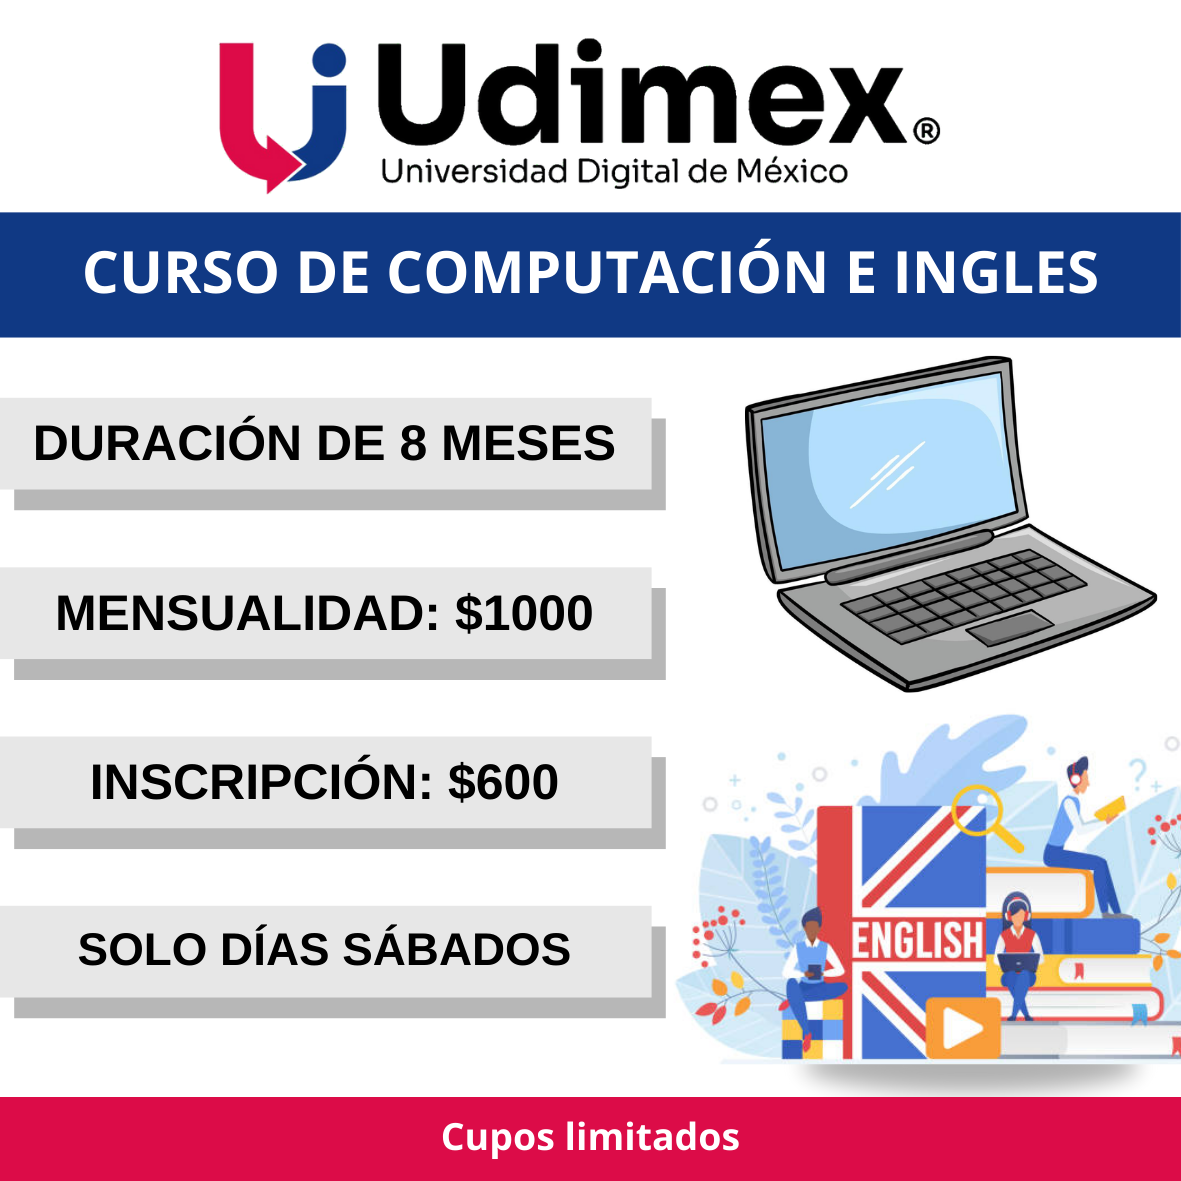 Udimex®
Universidad Digital de México
CURSO DE COMPUTACIÓN E INGLES
DURACIÓN DE 8 MESES
MENSUALIDAD: $1000
INSCRIPCIÓN: $600
SOLO DÍAS SÁBADOS
ENGLISH
Cupos limitados